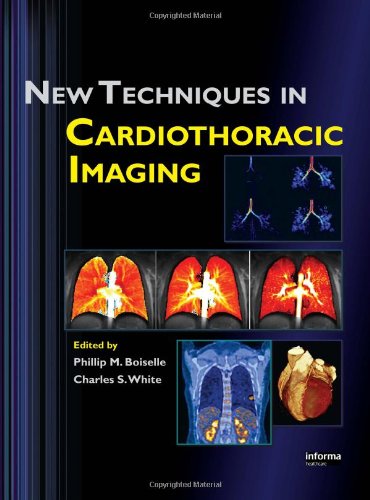 Copyrighted Material
NEW TECHNIQUES IN
CARDIOTHORACIC
IMAGING
Edited by
Phillip M. Boiselle
Charles S. White
informa
healthcare
Copyrighted Material